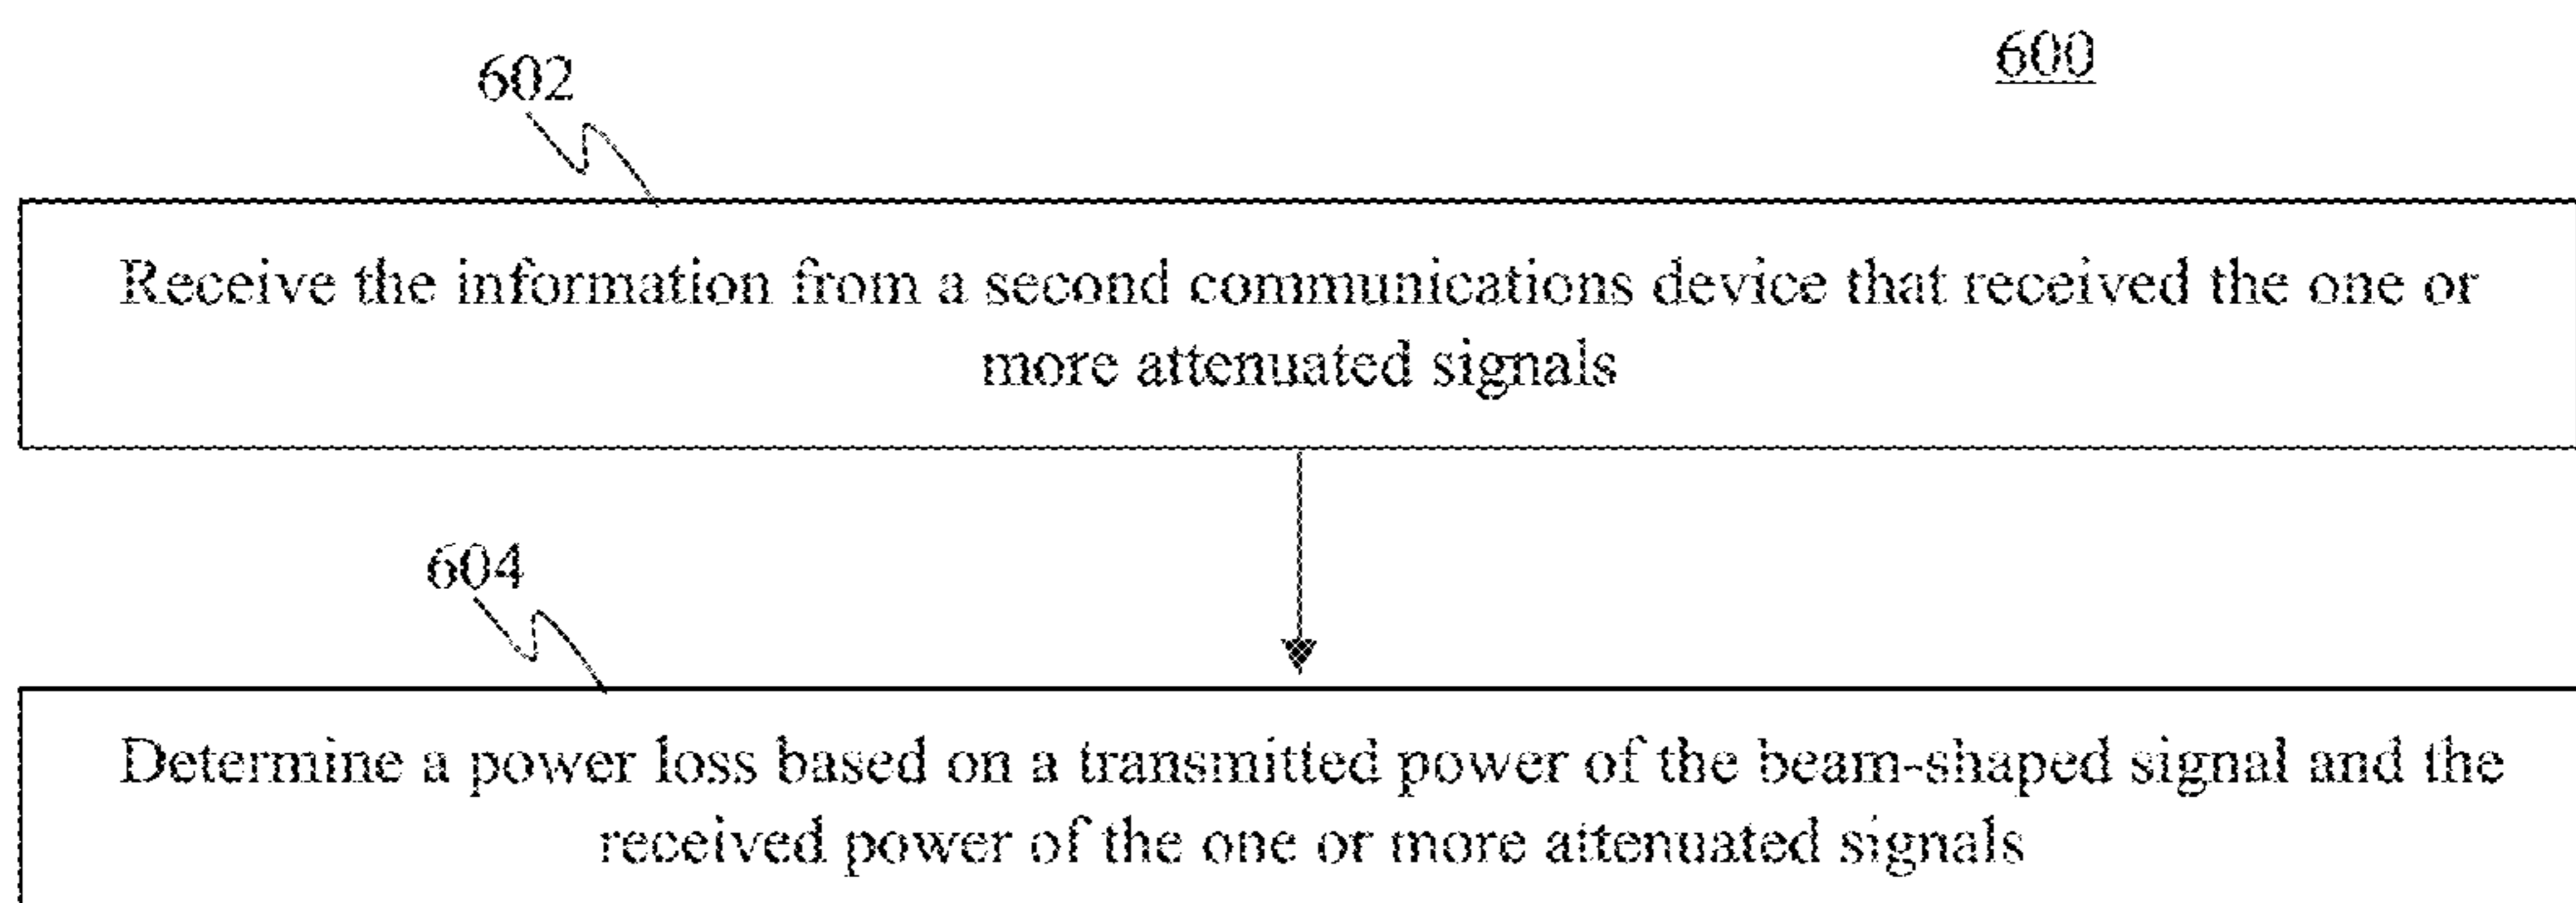 600
602
Receive the information from a second communications device that received the one or
more attenuated signals
604
Determine a power loss based on a transmitted power of the beam-shaped signal and the
received power of the one or more attenuated signals